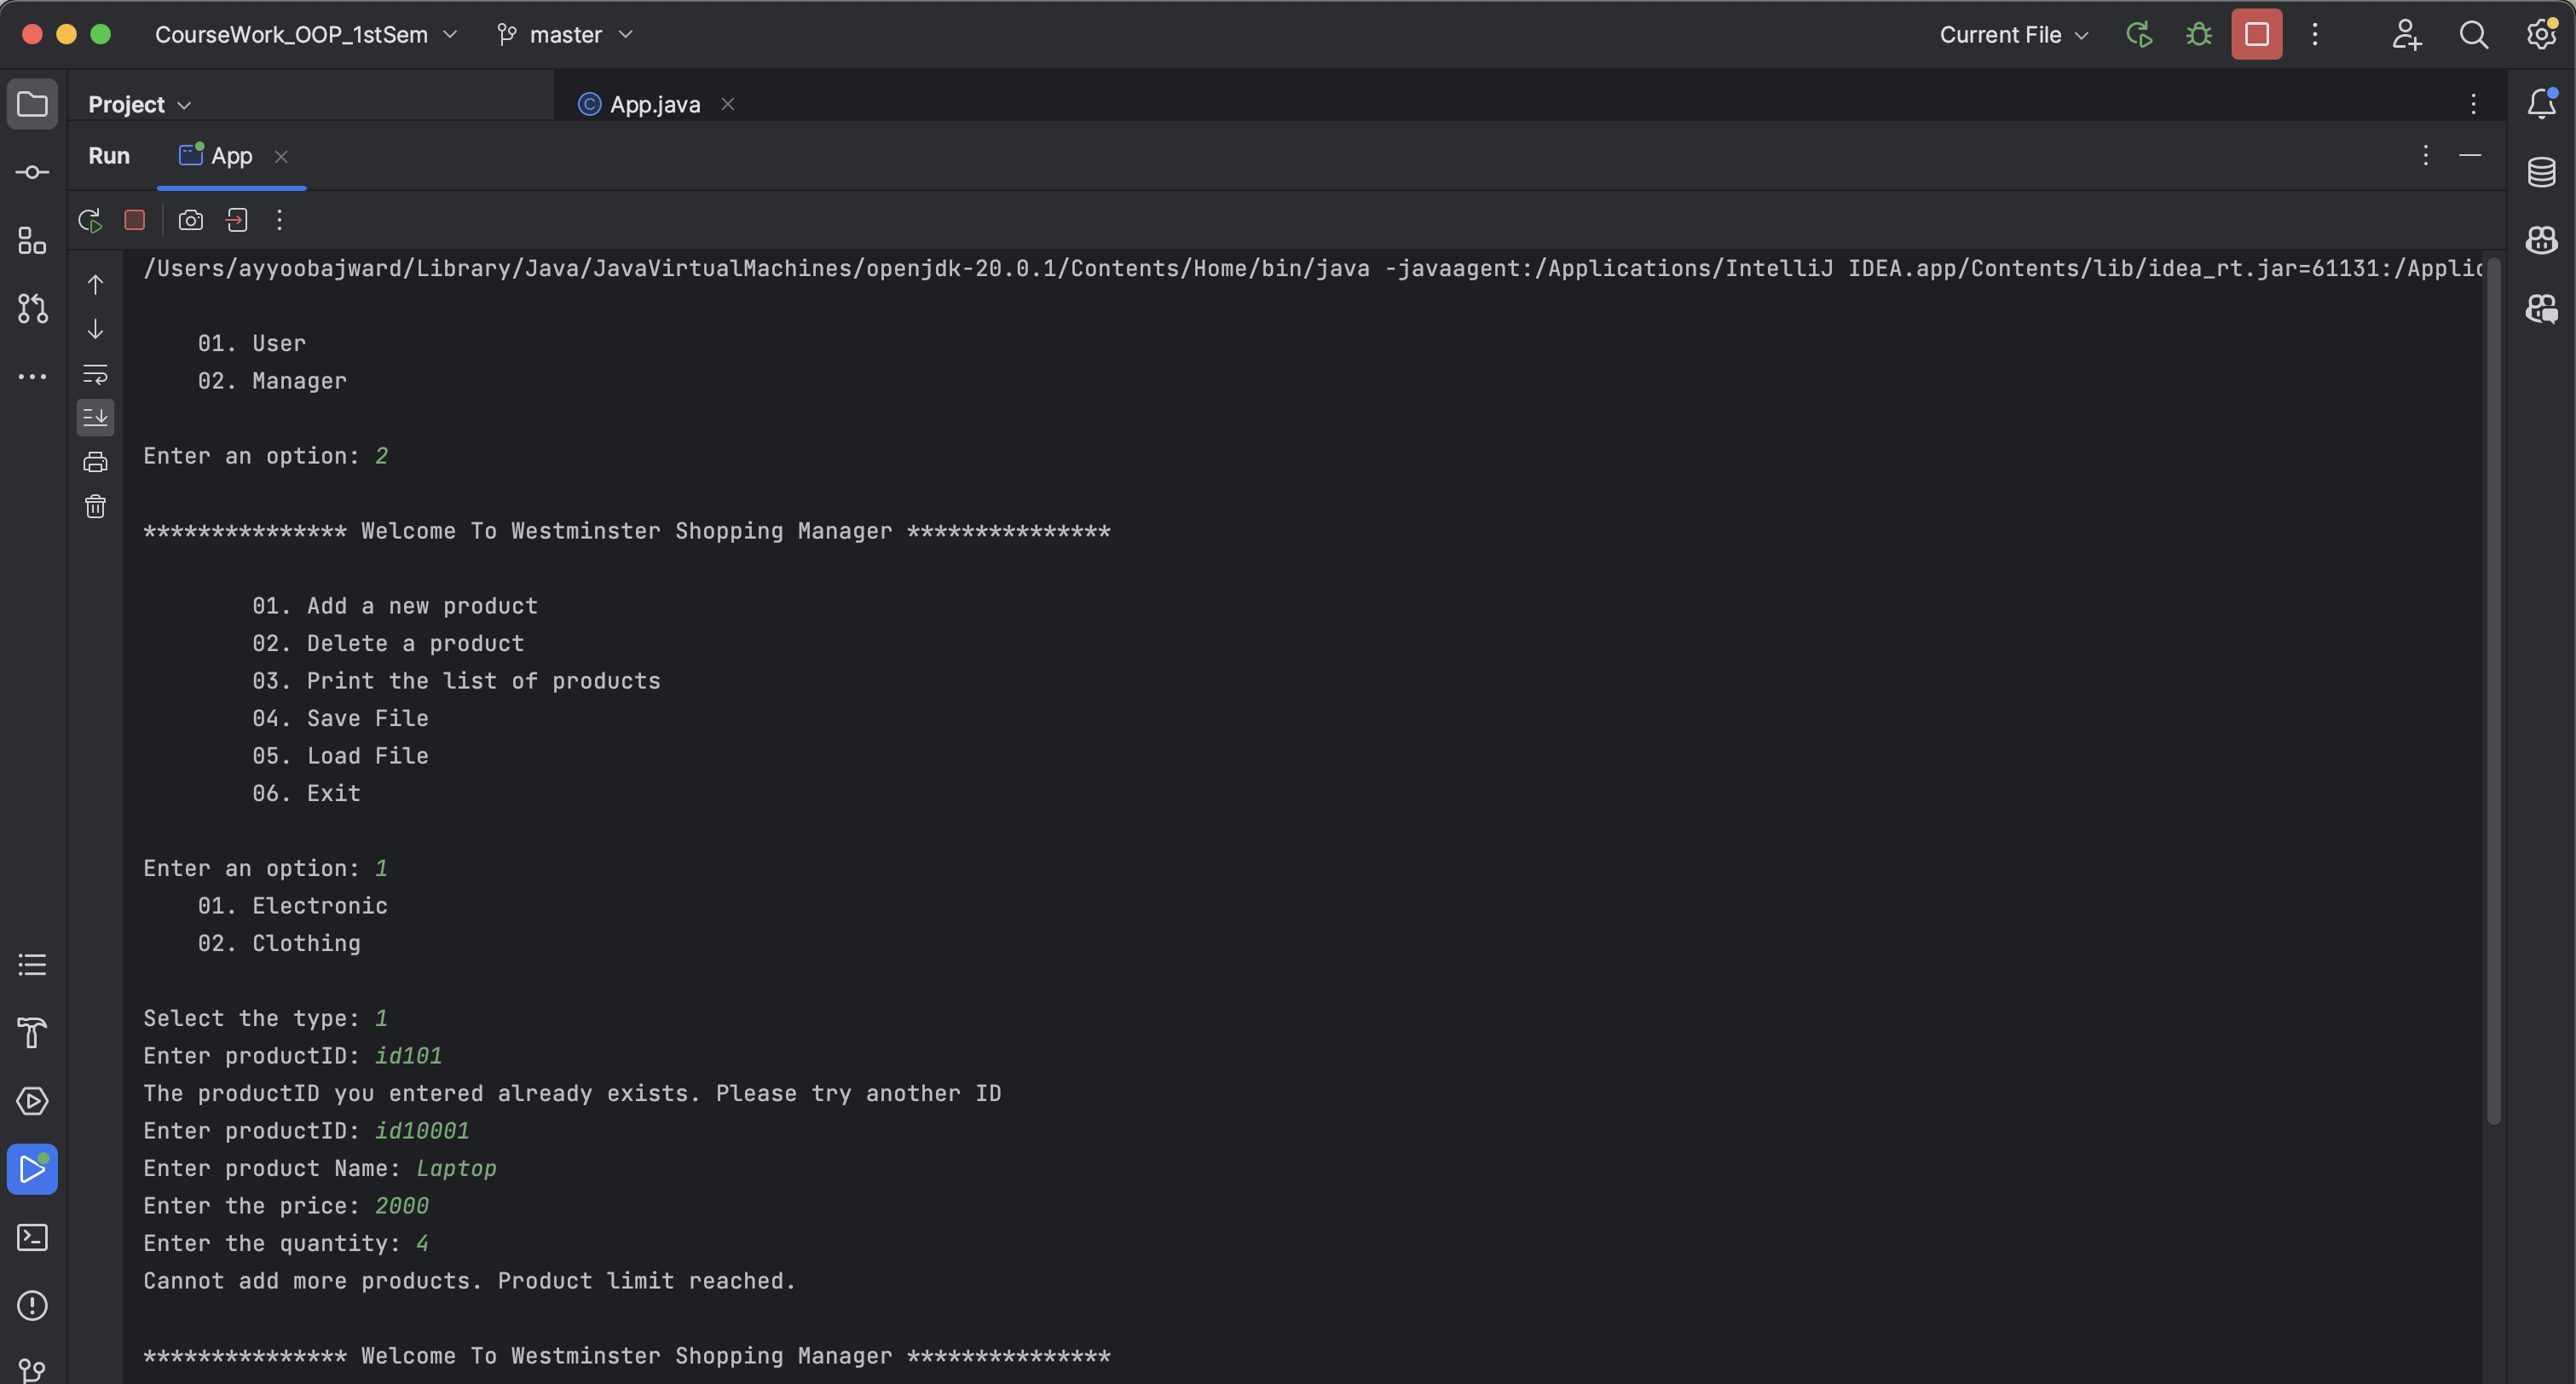 CourseWork_OOP_1stSem master Current File
Project App.java
Run App
/Users/ayyoobajward/Library/Java/JavaVirtualMachines/openjdk-20.0.1/Contents/Home/bin/java -javaagent:/Applications/IntelliJ IDEA.app/Contents/lib/idea_rt.jar=61131:/Applic
01. User
02. Manager
Enter an option: 2
*************** Welcome To Westminster Shopping Manager ***************
01. Add a new product
02. Delete a product
03. Print the list of products
04. Save File
05. Load File
06. Exit
Enter an option: 1
01. Electronic
02. Clothing
Select the type: 1
Enter productID: id101
The productID you entered already exists. Please try another ID
Enter productID: id10001
Enter product Name: Laptop
Enter the price: 2000
Enter the quantity: 4
Cannot add more products. Product limit reached.
*************** Welcome To Westminster Shopping Manager ***************